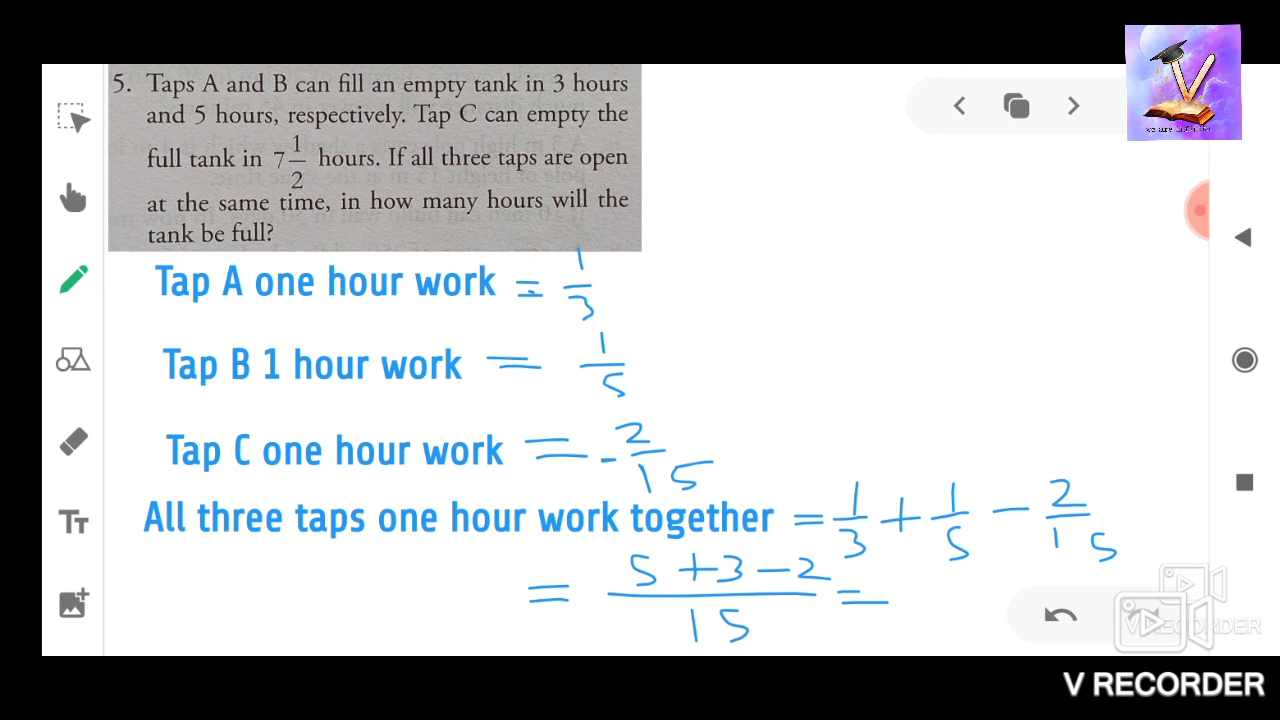 5. Taps A and B can fill an empty tank in 3 hours
and 5 hours, respectively. Tap C can empty the
full tank in 7 1/2 hours. If all three taps are open
at the same time, in how many hours will the
tank be full?
Tap A one hour work = 1/3
Tap B 1 hour work = 1/5
Tap C one hour work = -2/15
All three taps one hour work together = 1/3 + 1/5 - 2/15
= 5+3-2/15 =
V
Tт
V RECORDER
V RECORDER